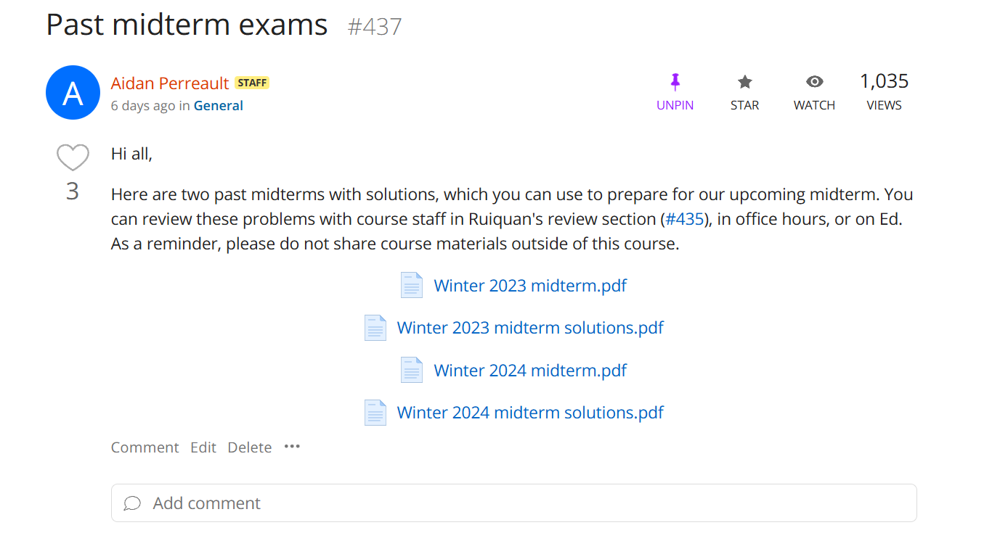 Past midterm exams #437
A
Aidan Perreault STAFF
6 days ago in General
UNPIN
STAR
WATCH
1,035
VIEWS
3
Hi all,
Here are two past midterms with solutions, which you can use to prepare for our upcoming midterm. You
can review these problems with course staff in Ruiquan's review section (#435), in office hours, or on Ed.
As a reminder, please do not share course materials outside of this course.
Winter 2023 midterm.pdf
Winter 2023 midterm solutions.pdf
Winter 2024 midterm.pdf
Winter 2024 midterm solutions.pdf
Comment Edit Delete •••
Add comment